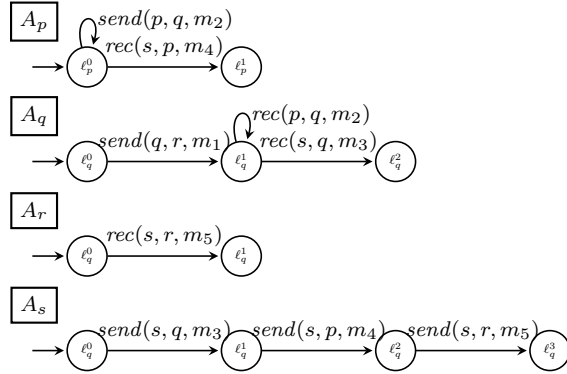 A_p
send(p, q, m_2)
rec(s, p, m_4)
ℓ_p^0 ℓ_p^1
A_q
rec(p, q, m_2)
send(q, r, m_1) rec(s, q, m_3)
ℓ_q^0 ℓ_q^1 ℓ_q^2
A_r
rec(s, r, m_5)
ℓ_q^0 ℓ_q^1
A_s
send(s, q, m_3) send(s, p, m_4) send(s, r, m_5)
ℓ_q^0 ℓ_q^1 ℓ_q^2 ℓ_q^3